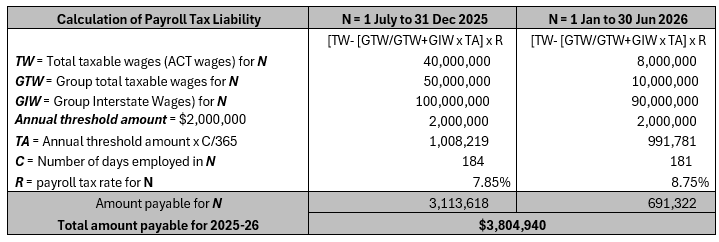 Calculation of Payroll Tax Liability N = 1 July to 31 Dec 2025 N = 1 Jan to 30 Jun 2026
[TW- [GTW/GTW+GIW x TA] x R [TW- [GTW/GTW+GIW x TA] x R
TW = Total taxable wages (ACT wages) for N 40,000,000 8,000,000
GTW = Group total taxable wages for N 50,000,000 10,000,000
GIW = Group Interstate Wages) for N 100,000,000 90,000,000
Annual threshold amount = $2,000,000 2,000,000 2,000,000
TA = Annual threshold amount x C/365 1,008,219 991,781
C = Number of days employed in N 184 181
R = payroll tax rate for N 7.85% 8.75%
Amount payable for N 3,113,618 691,322
Total amount payable for 2025-26 $3,804,940